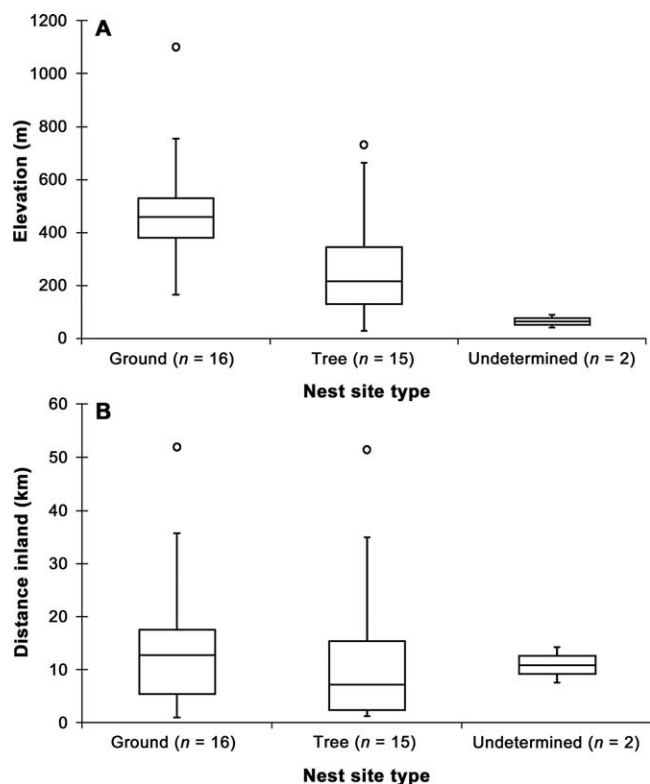 A
1200
1000
800
600
400
200
0
Elevation (m)
Ground (n = 16) Tree (n = 15) Undetermined (n = 2)
Nest site type
B
60
50
40
30
20
10
0
Distance inland (km)
Ground (n = 16) Tree (n = 15) Undetermined (n = 2)
Nest site type